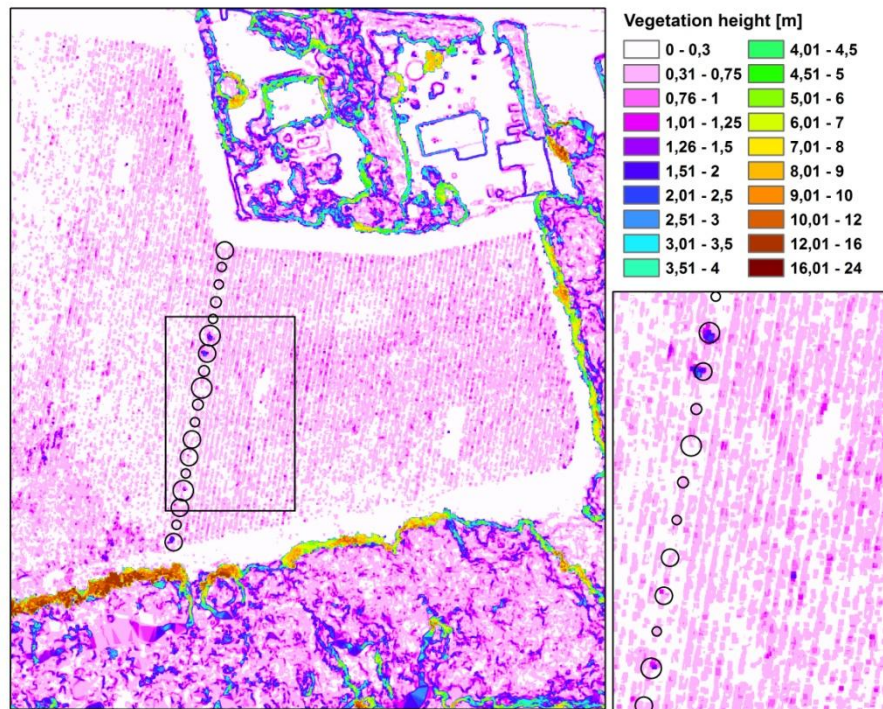 Vegetation height [m]
0 - 0,3
0,31 - 0,75
0,76 - 1
1,01 - 1,25
1,26 - 1,5
1,51 - 2
2,01 - 2,5
2,51 - 3
3,01 - 3,5
3,51 - 4
4,01 - 4,5
4,51 - 5
5,01 - 6
6,01 - 7
7,01 - 8
8,01 - 9
9,01 - 10
10,01 - 12
12,01 - 16
16,01 - 24